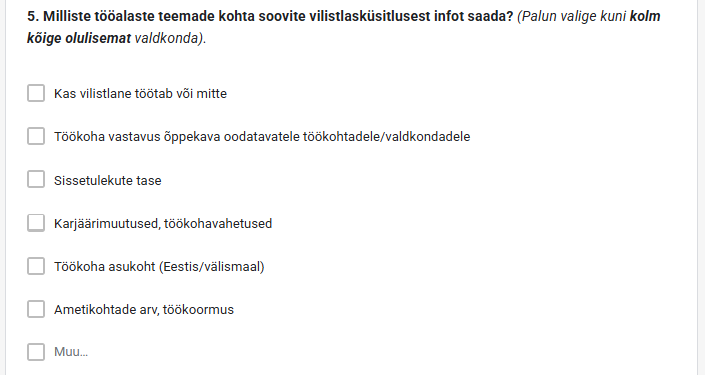 5. Milliste tööalaste teemade kohta soovite vilistlasküsitlusest infot saada? (Palun valige kuni kolm
kõige olulisemat valdkonda).
Kas vilistlane töötab või mitte
Töökoha vastavus õppekava oodatavatele töökohtadele/valdkondadele
Sissetulekute tase
Karjäärimuutused, töökohavahetused
Töökoha asukoht (Eestis/välismaal)
Ametikohtade arv, töökoormus
Muu...